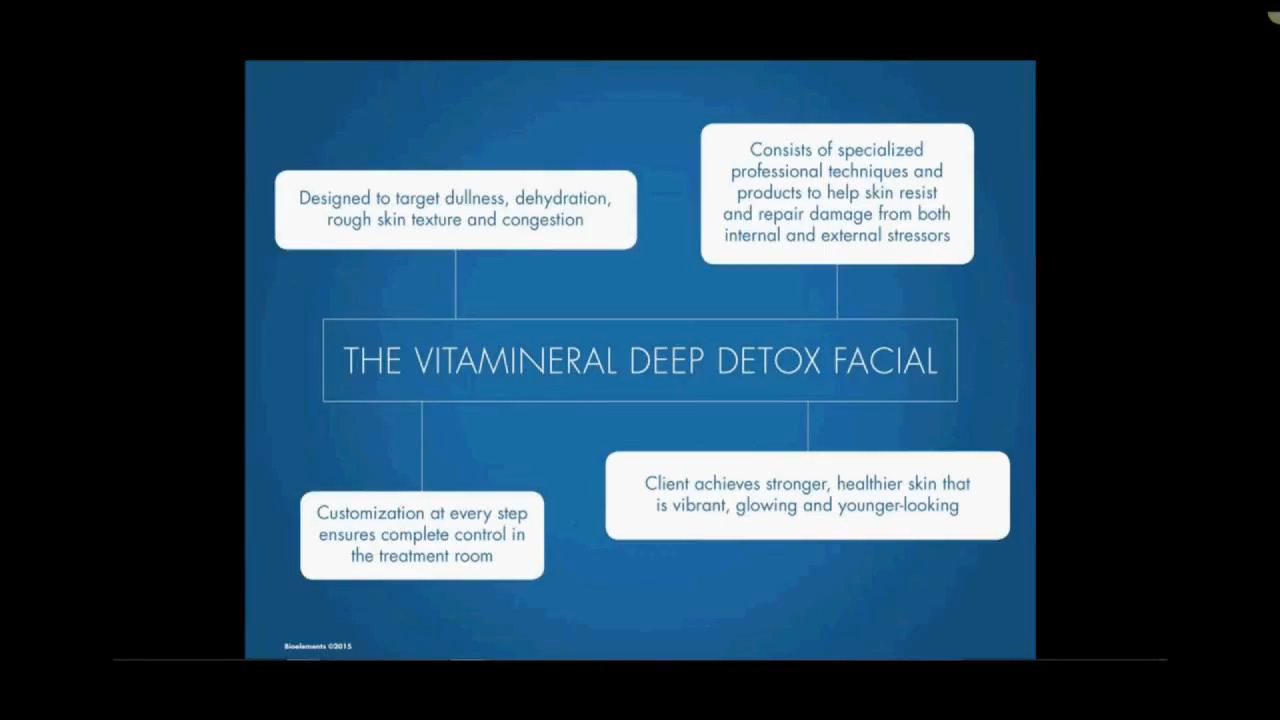 Designed to target dullness, dehydration,
rough skin texture and congestion
Consists of specialized
professional techniques and
products to help skin resist
and repair damage from both
internal and external stressors
THE VITAMINERAL DEEP DETOX FACIAL
Customization at every step
ensures complete control in
the treatment room
Client achieves stronger, healthier skin that
is vibrant, glowing and younger-looking
Bioelements ©2015